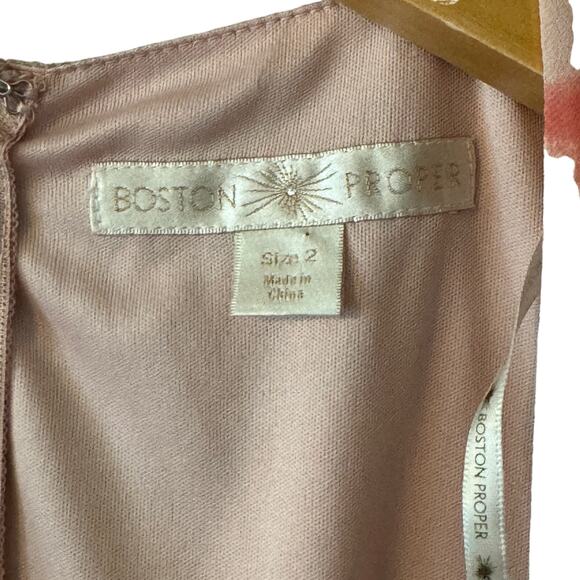 BOSTON PROPER
Size 2
Made in
China
BOSTON PROPER